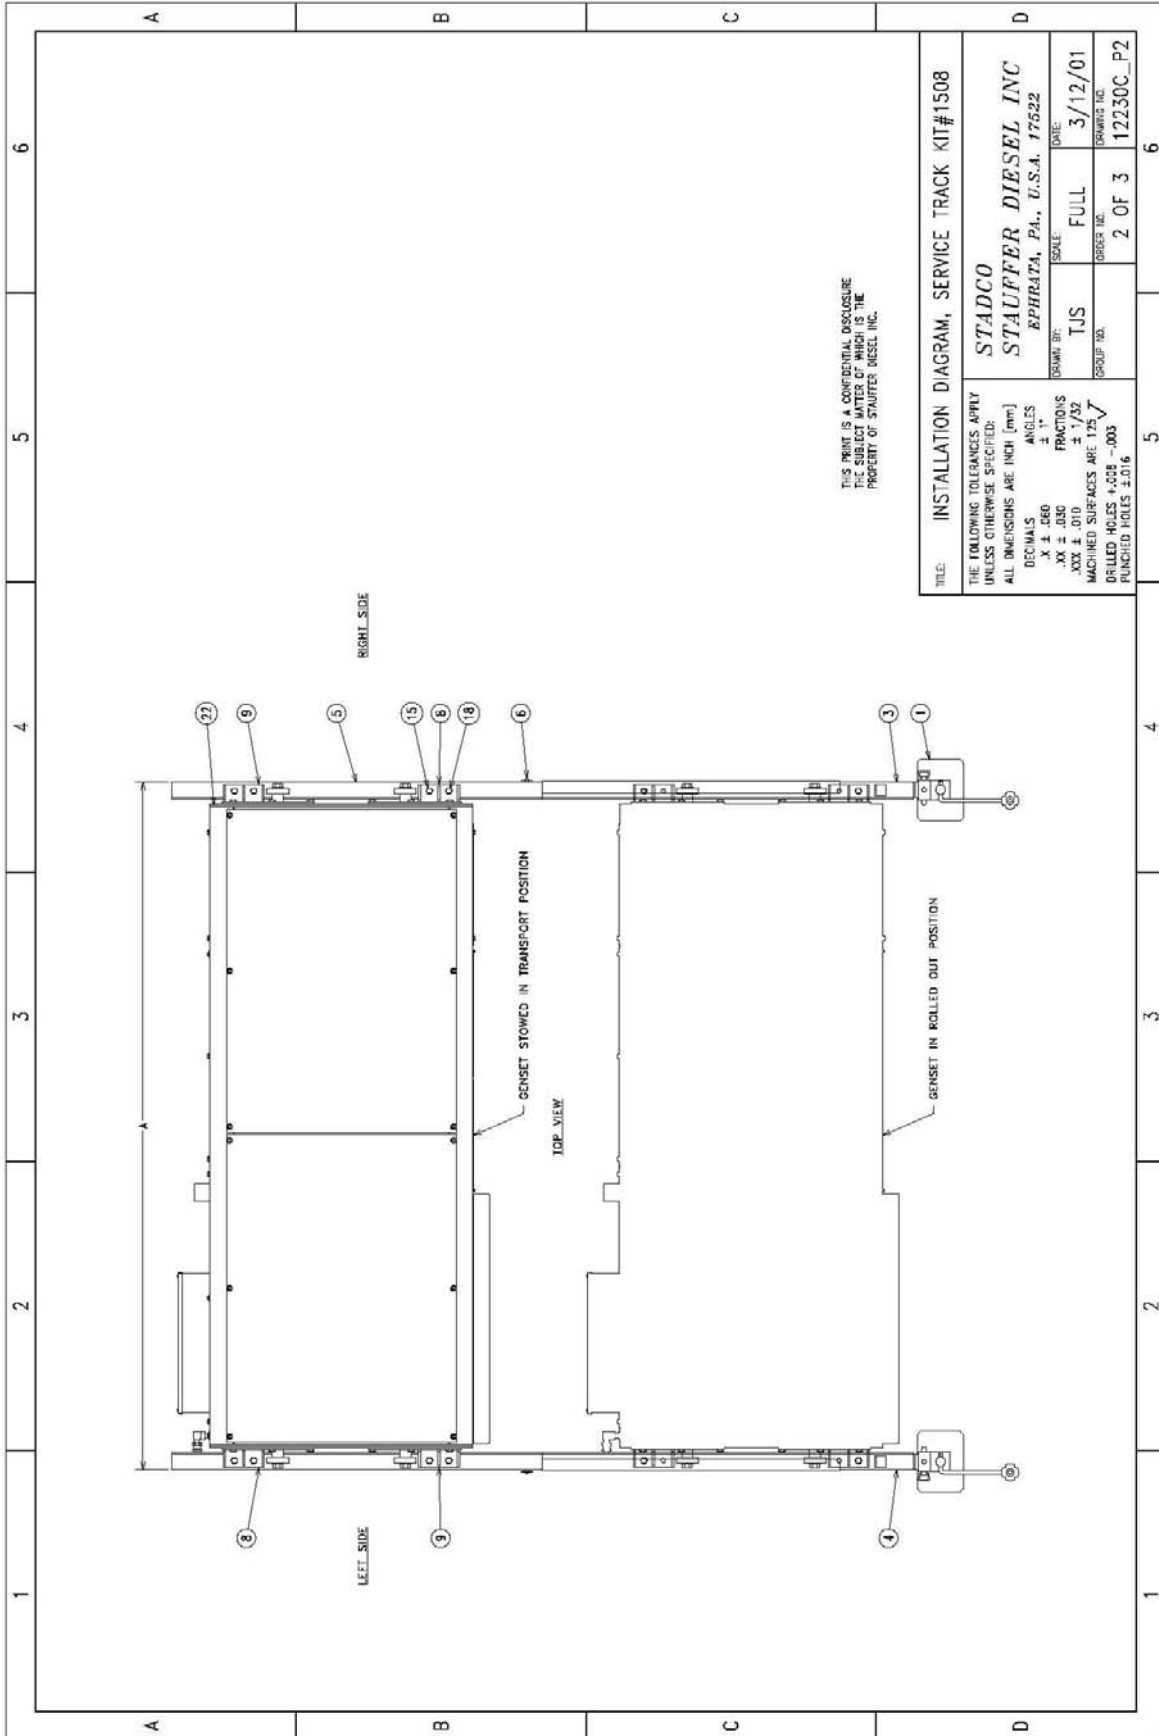 1
2
3
4
5
6
A
B
C
D
A
B
C
D
1
2
3
4
5
6
A
LEFT SIDE
RIGHT SIDE
8
9
4
22
9
5
15
8
18
6
3
1
GENSET STOWED IN TRANSPORT POSITION
TOP VIEW
GENSET IN ROLLED OUT POSITION
THIS PRINT IS A CONFIDENTIAL DISCLOSURE
THE SUBJECT MATTER OF WHICH IS THE
PROPERTY OF STAUFFER DIESEL INC.
TITLE: INSTALLATION DIAGRAM, SERVICE TRACK KIT#1508
THE FOLLOWING TOLERANCES APPLY
UNLESS OTHERWISE SPECIFIED:
ALL DIMENSIONS ARE INCH [mm]
DECIMALS ANGLES
.X ± .060 ± 1°
.XX ± .030 FRACTIONS
.XXX ± .010 ± 1/32
MACHINED SURFACES ARE 125
DRILLED HOLES +.008 -.003
PUNCHED HOLES ±.016
STADCO
STAUFFER DIESEL INC
EPHRATA, PA., U.S.A. 17522
DRAWN BY: TJS
SCALE: FULL
DATE: 3/12/01
GROUP NO.
ORDER NO. 2 OF 3
DRAWING NO. 12230C_P2